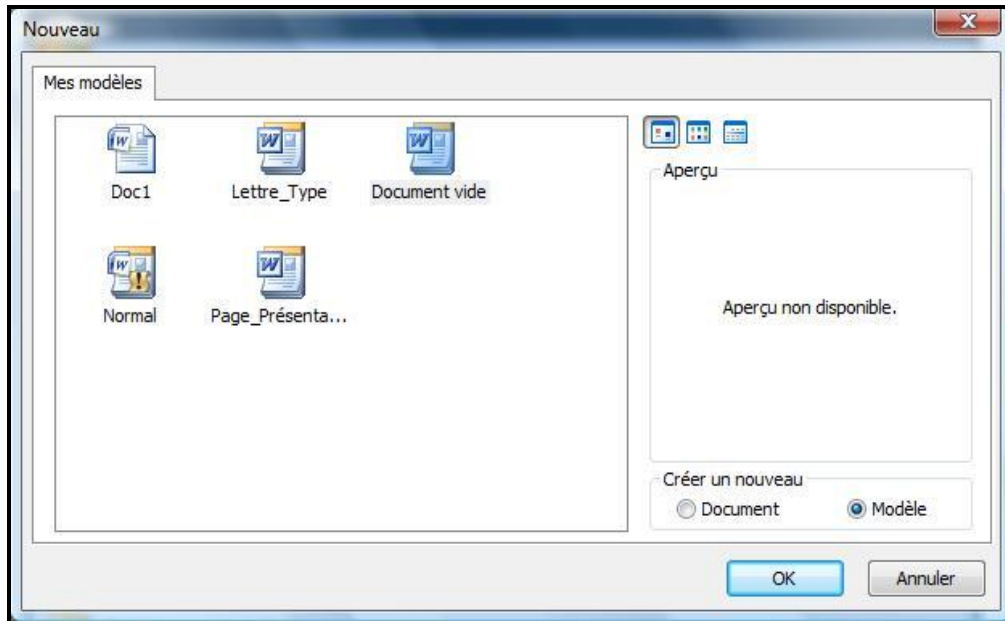 Nouveau
Mes modèles
Doc1
Lettre_Type
Document vide
Normal
Page_Présenta...
Aperçu
Aperçu non disponible.
Créer un nouveau
Document
Modèle
OK
Annuler